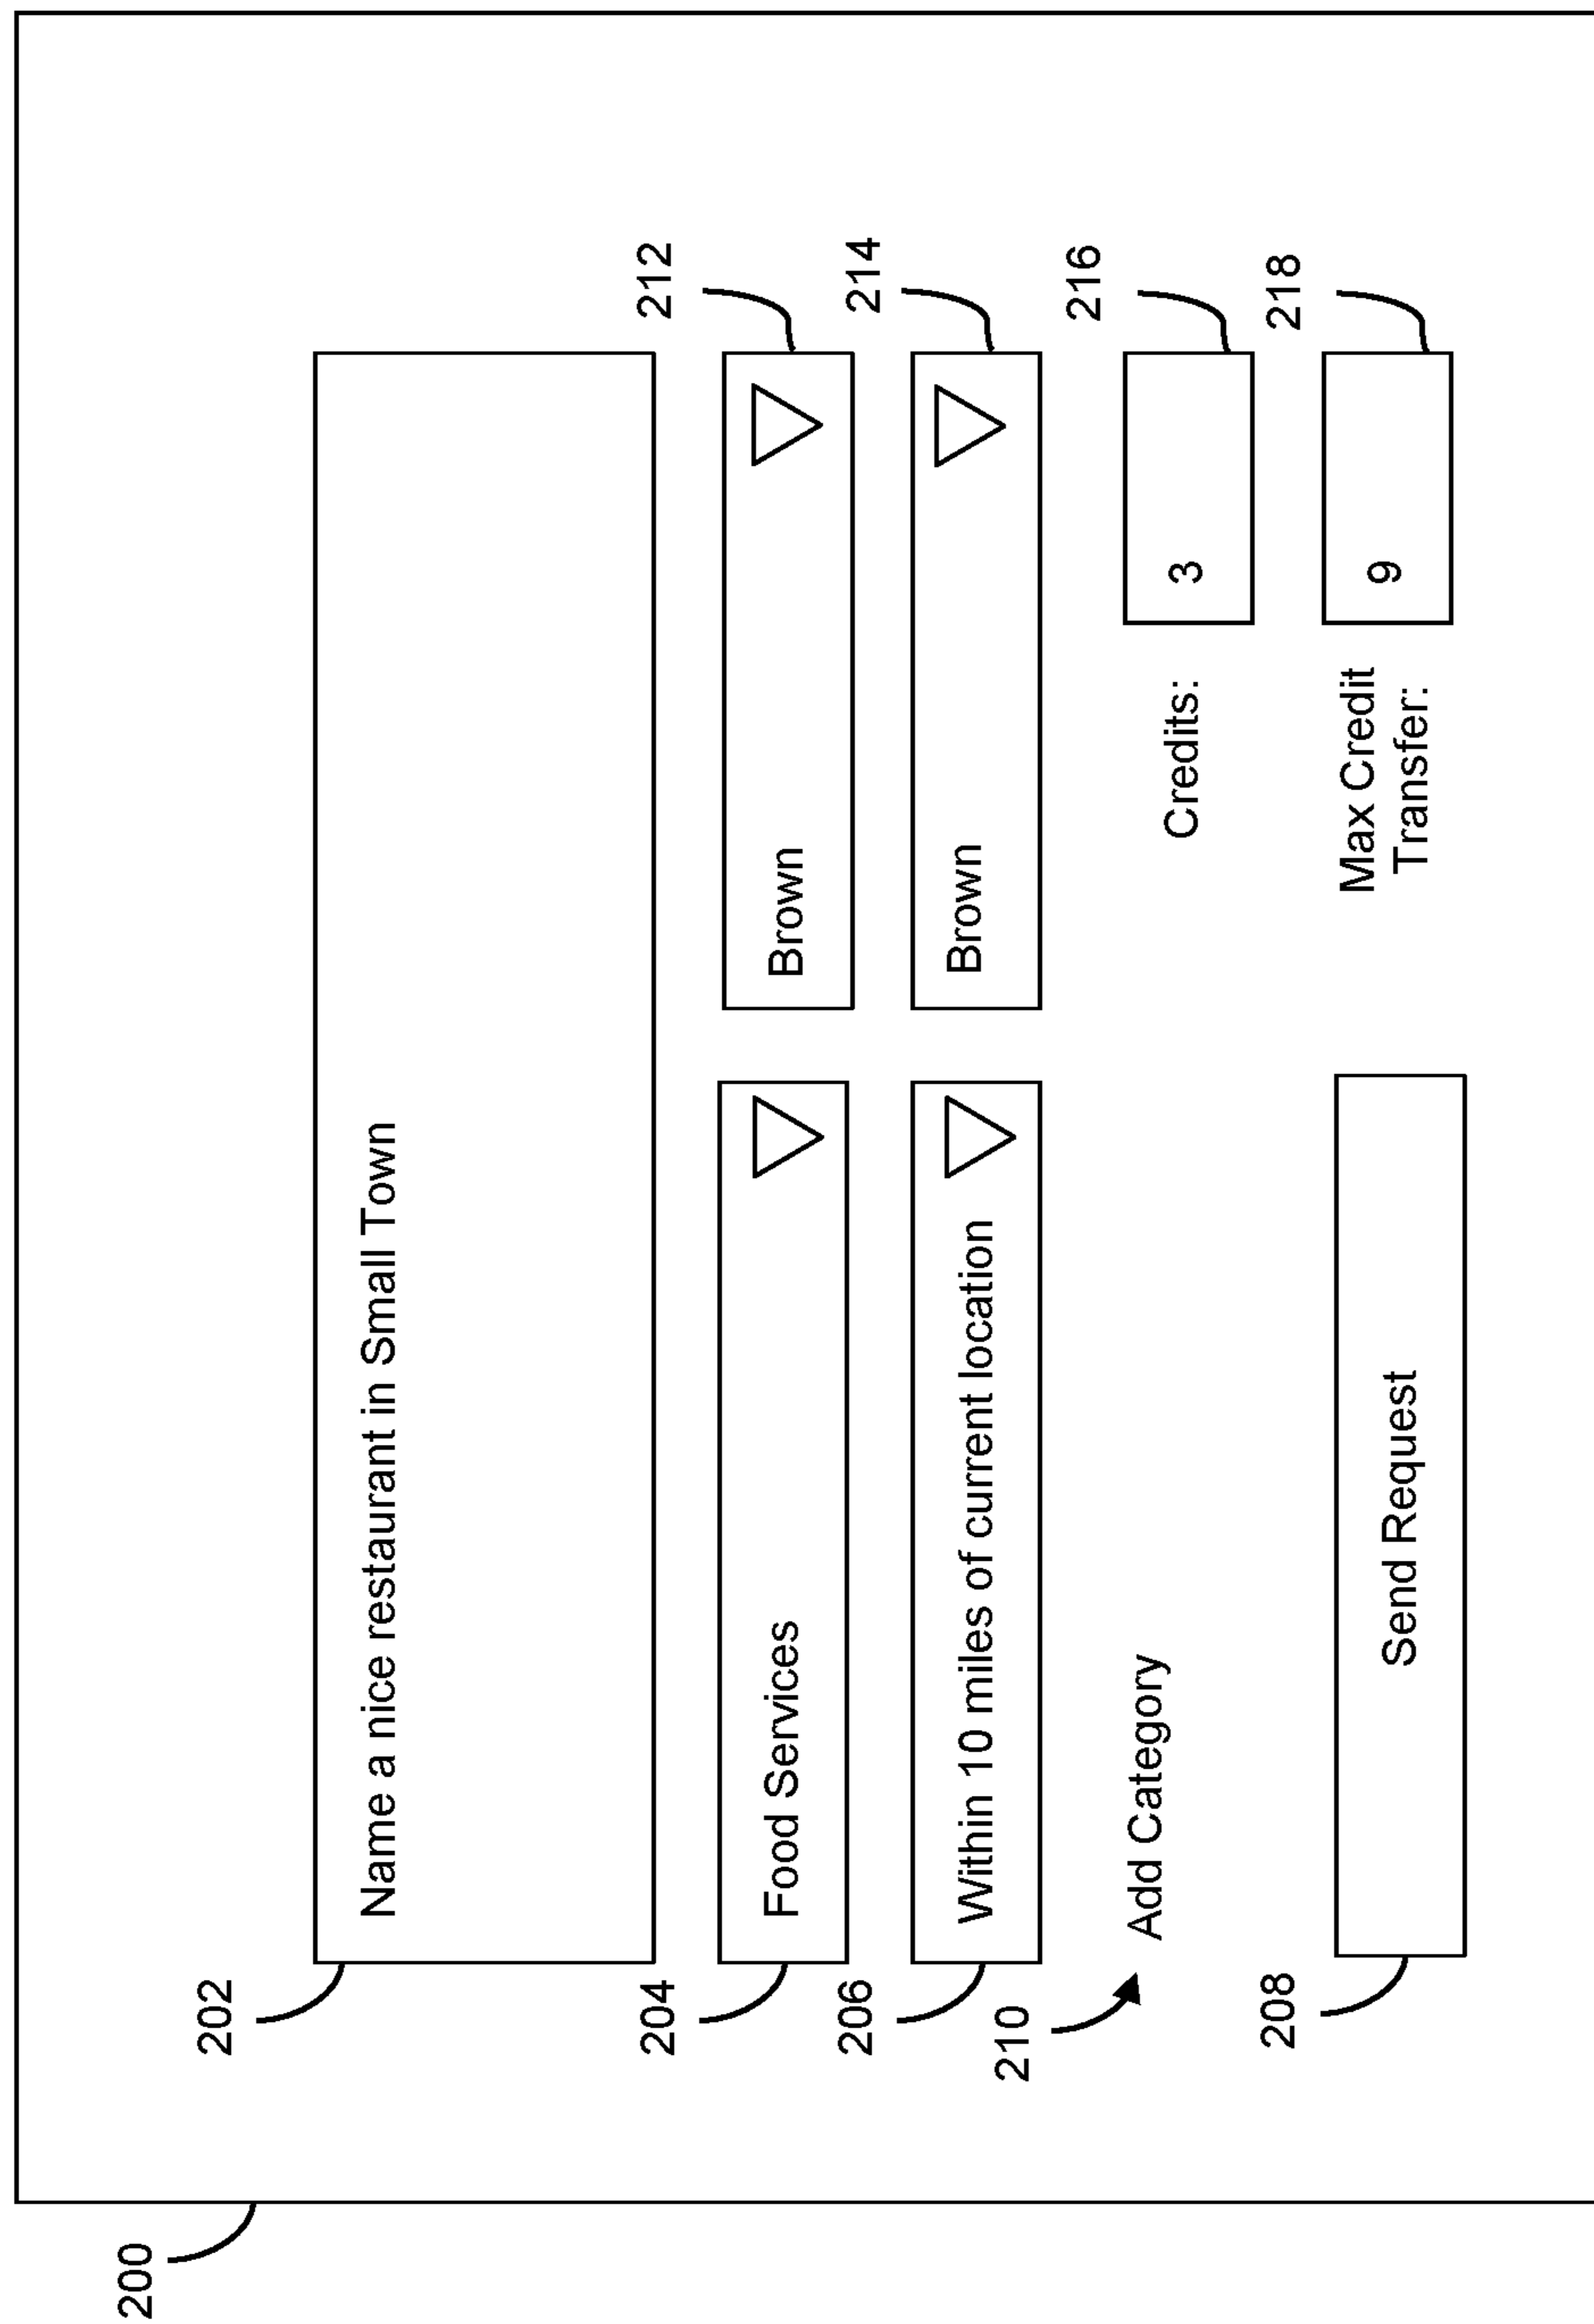 200
202
Name a nice restaurant in Small Town
204
Food Services
Brown
212
206
Within 10 miles of current location
Brown
214
210
Add Category
Credits:
3
216
208
Send Request
Max Credit
Transfer:
9
218